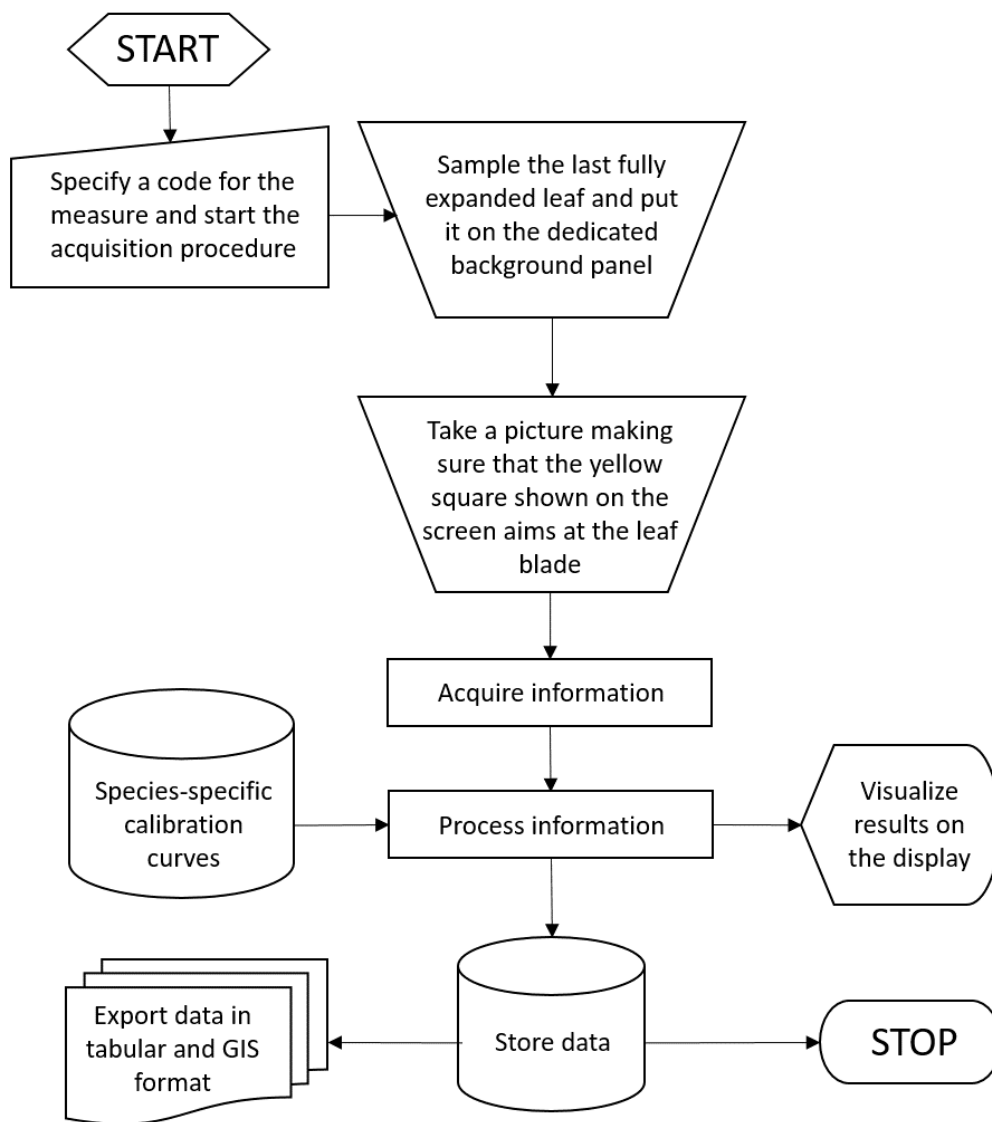 START
Specify a code for the
measure and start the
acquisition procedure
Sample the last fully
expanded leaf and put
it on the dedicated
background panel
Take a picture making
sure that the yellow
square shown on the
screen aims at the leaf
blade
Acquire information
Species-specific
calibration
curves
Process information
Visualize
results on
the display
Export data in
tabular and GIS
format
Store data
STOP